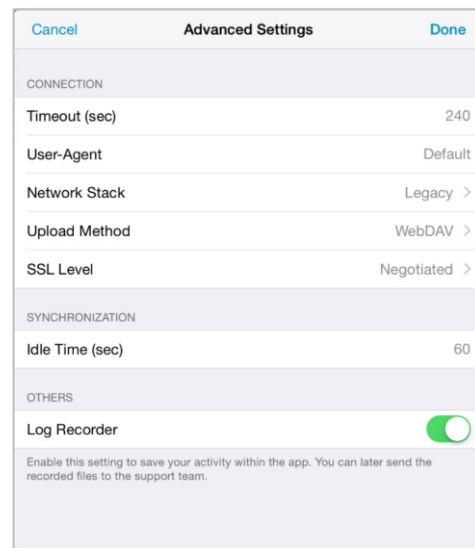 Cancel Advanced Settings Done
CONNECTION
Timeout (sec) 240
User-Agent Default
Network Stack Legacy >
Upload Method WebDAV >
SSL Level Negotiated >
SYNCHRONIZATION
Idle Time (sec) 60
OTHERS
Log Recorder
Enable this setting to save your activity within the app. You can later send the
recorded files to the support team.